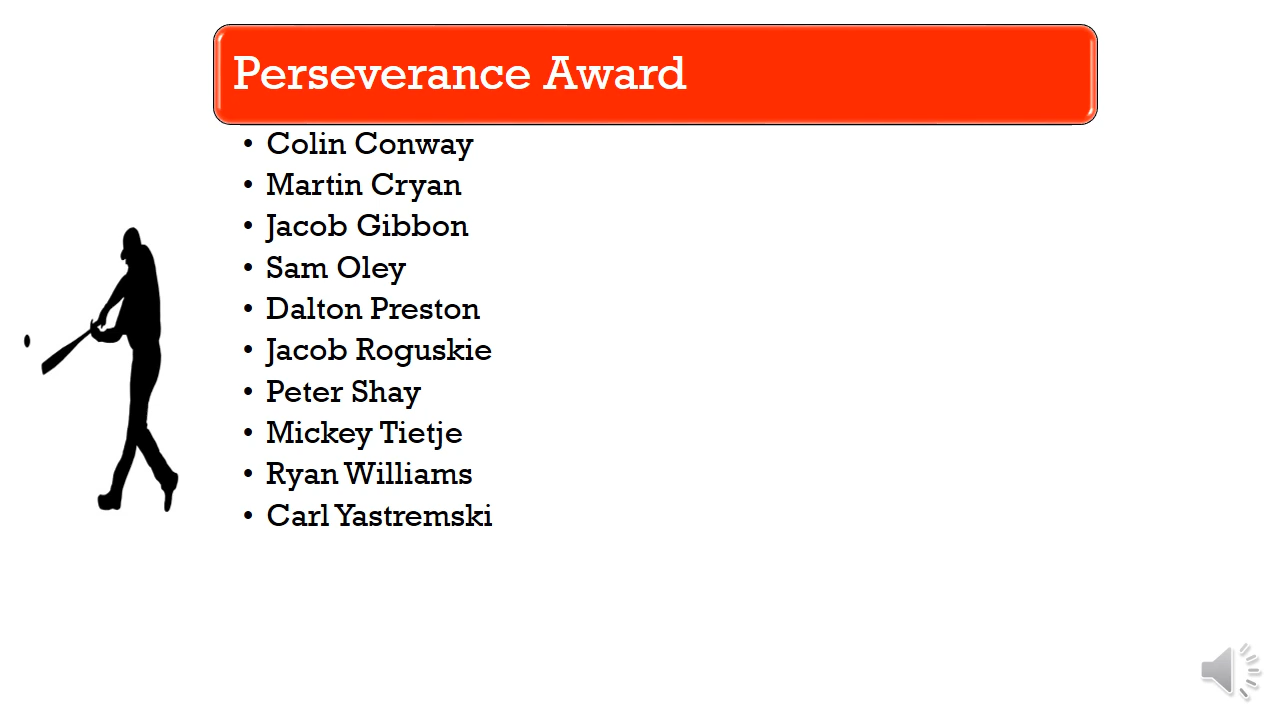 Perseverance Award
• Colin Conway
• Martin Cryan
• Jacob Gibbon
• Sam Oley
• Dalton Preston
• Jacob Roguskie
• Peter Shay
• Mickey Tietje
• Ryan Williams
• Carl Yastremski